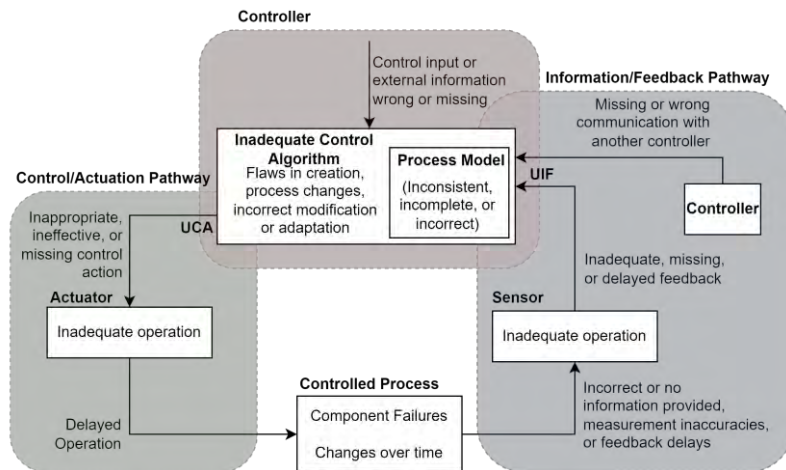 Controller
Control input or
external information
wrong or missing
Information/Feedback Pathway
Missing or wrong
communication with
another controller
Inadequate Control
Algorithm
Flaws in creation,
process changes,
incorrect modification
or adaptation
Process Model
(Inconsistent,
incomplete, or
incorrect)
UIF
Controller
Control/Actuation Pathway
Inappropriate,
ineffective, or
missing control
action
UCA
Inadequate, missing,
or delayed feedback
Actuator
Inadequate operation
Sensor
Inadequate operation
Controlled Process
Component Failures
Changes over time
Delayed
Operation
Incorrect or no
information provided,
measurement inaccuracies,
or feedback delays